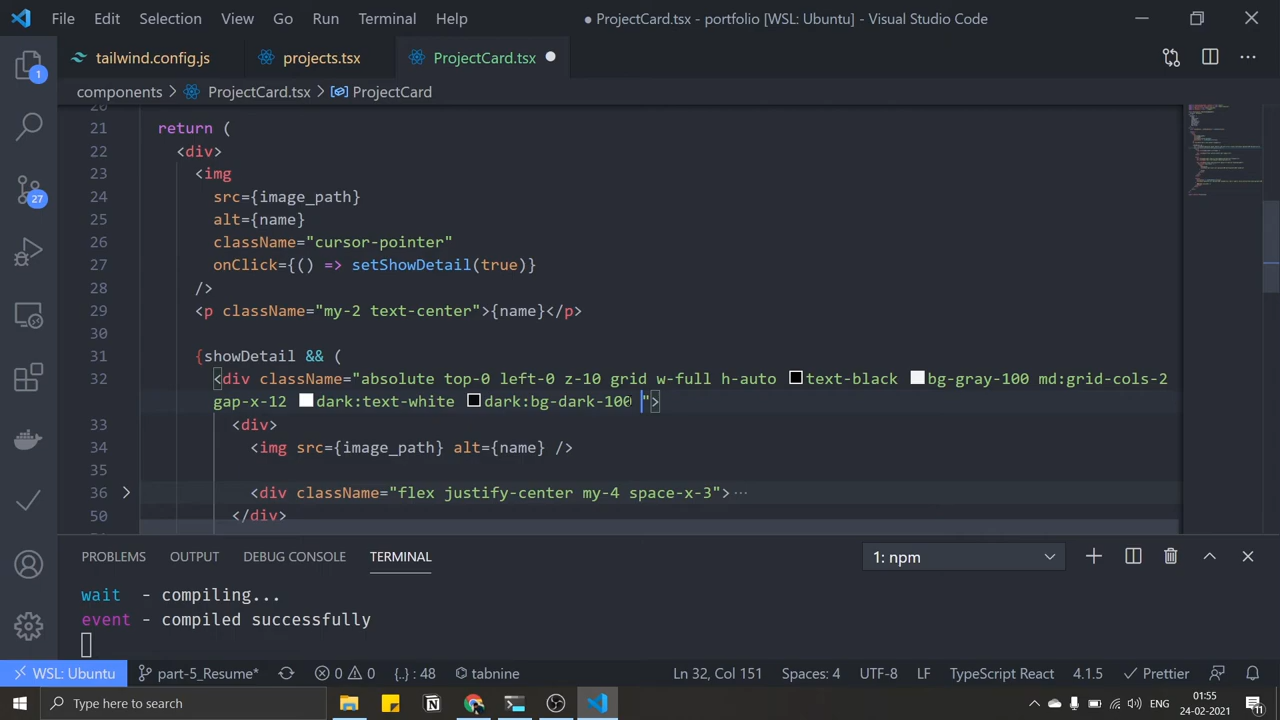 File Edit Selection View Go Run Terminal Help ● ProjectCard.tsx - portfolio [WSL: Ubuntu] - Visual Studio Code
tailwind.config.js projects.tsx ProjectCard.tsx
components > ProjectCard.tsx > ProjectCard
20
21 return (
22 <div>
23 <img
24 src={image_path}
25 alt={name}
26 className="cursor-pointer"
27 onClick={() => setShowDetail(true)}
28 />
29 <p className="my-2 text-center">{name}</p>
30
31 {showDetail && (
32 <div className="absolute top-0 left-0 z-10 grid w-full h-auto text-black bg-gray-100 md:grid-cols-2
gap-x-12 dark:text-white dark:bg-dark-100 ">
33 <div>
34 <img src={image_path} alt={name} />
35
36 <div className="flex justify-center my-4 space-x-3">···
50 </div>
1
27
PROBLEMS OUTPUT DEBUG CONSOLE TERMINAL 1: npm
wait - compiling...
event - compiled successfully
WSL: Ubuntu part-5_Resume* 0 0 {..} : 48 tabnine Ln 32, Col 151 Spaces: 4 UTF-8 LF TypeScript React 4.1.5 Prettier
Type here to search ENG 01:55
24-02-2021 11